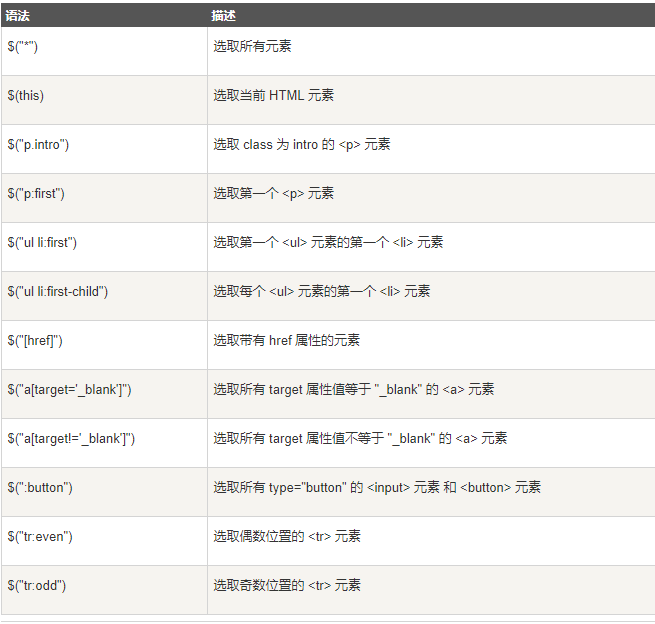 语法 描述
$("*") 选取所有元素
$(this) 选取当前 HTML 元素
$("p.intro") 选取 class 为 intro 的 <p> 元素
$("p:first") 选取第一个 <p> 元素
$("ul li:first") 选取第一个 <ul> 元素的第一个 <li> 元素
$("ul li:first-child") 选取每个 <ul> 元素的第一个 <li> 元素
$("[href]") 选取带有 href 属性的元素
$("a[target='_blank']") 选取所有 target 属性值等于 "_blank" 的 <a> 元素
$("a[target!='_blank']") 选取所有 target 属性值不等于 "_blank" 的 <a> 元素
$(":button") 选取所有 type="button" 的 <input> 元素 和 <button> 元素
$("tr:even") 选取偶数位置的 <tr> 元素
$("tr:odd") 选取奇数位置的 <tr> 元素